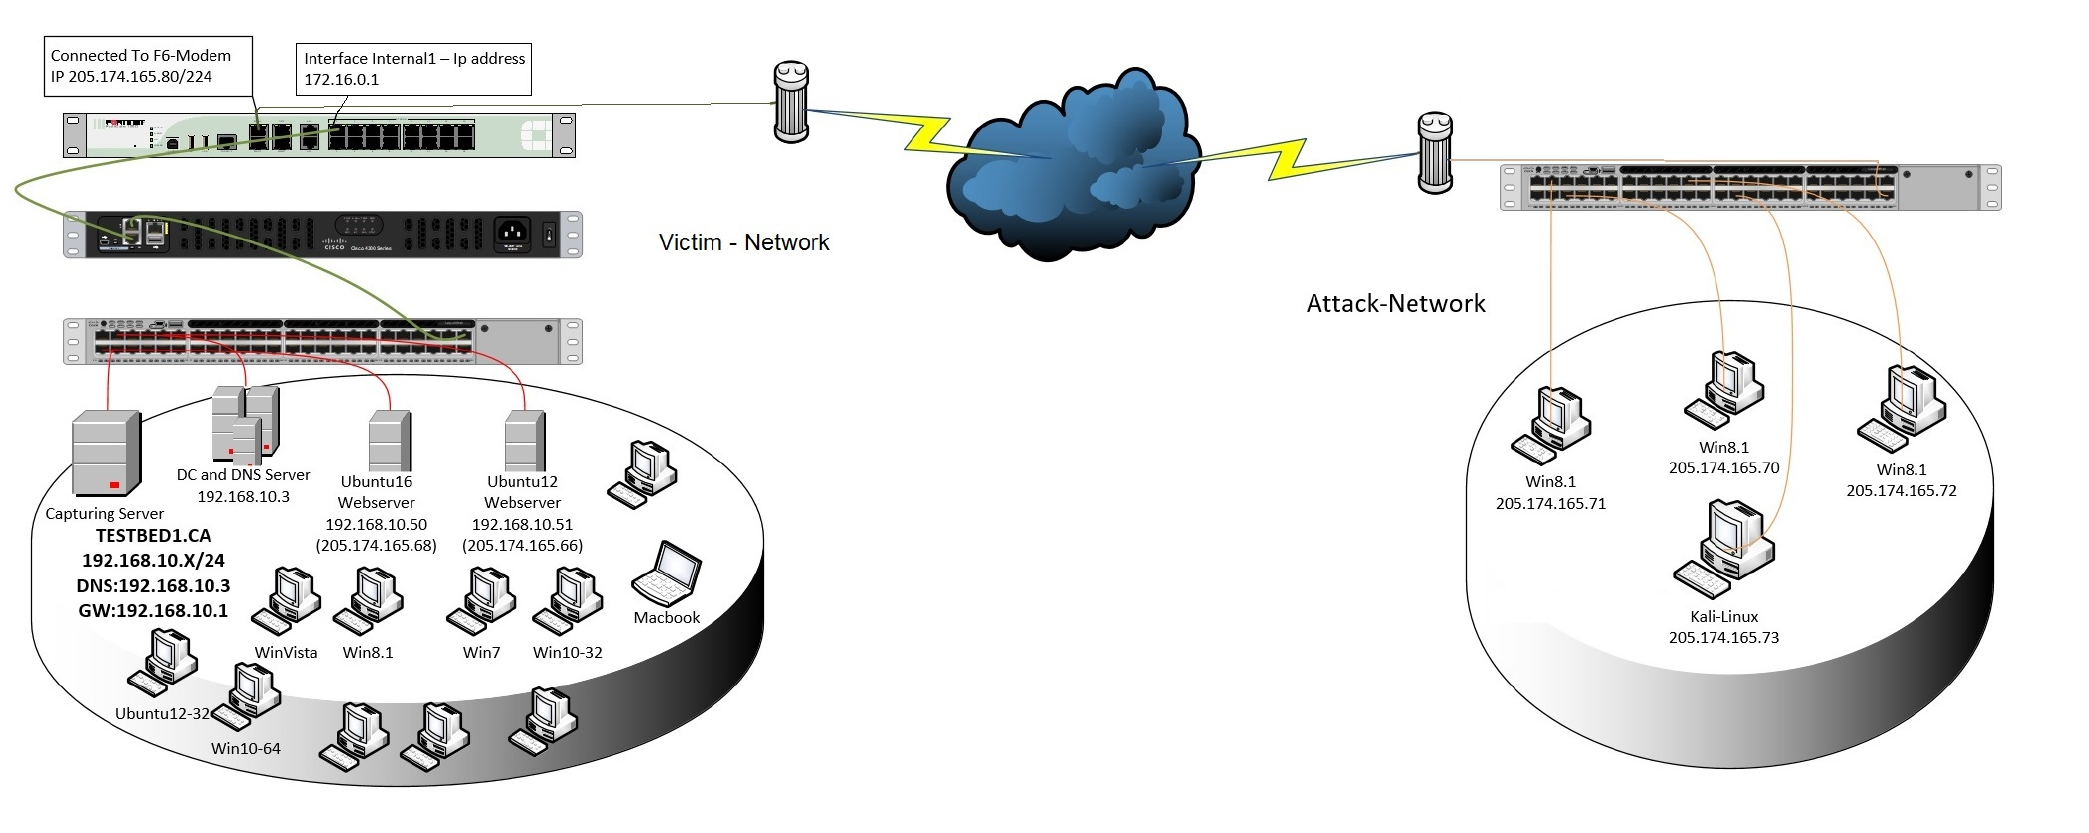 Connected To F6-Modem
IP 205.174.165.80/224
Interface Internal1 – Ip address
172.16.0.1
CISCO
Cisco 4300 Series
Victim - Network
Attack-Network
Capturing Server
DC and DNS Server
192.168.10.3
Ubuntu16
Webserver
192.168.10.50
(205.174.165.68)
Ubuntu12
Webserver
192.168.10.51
(205.174.165.66)
TESTBED1.CA
192.168.10.X/24
DNS:192.168.10.3
GW:192.168.10.1
WinVista
Win8.1
Win7
Win10-32
Macbook
Ubuntu12-32
Win10-64
Win8.1
205.174.165.71
Win8.1
205.174.165.70
Win8.1
205.174.165.72
Kali-Linux
205.174.165.73